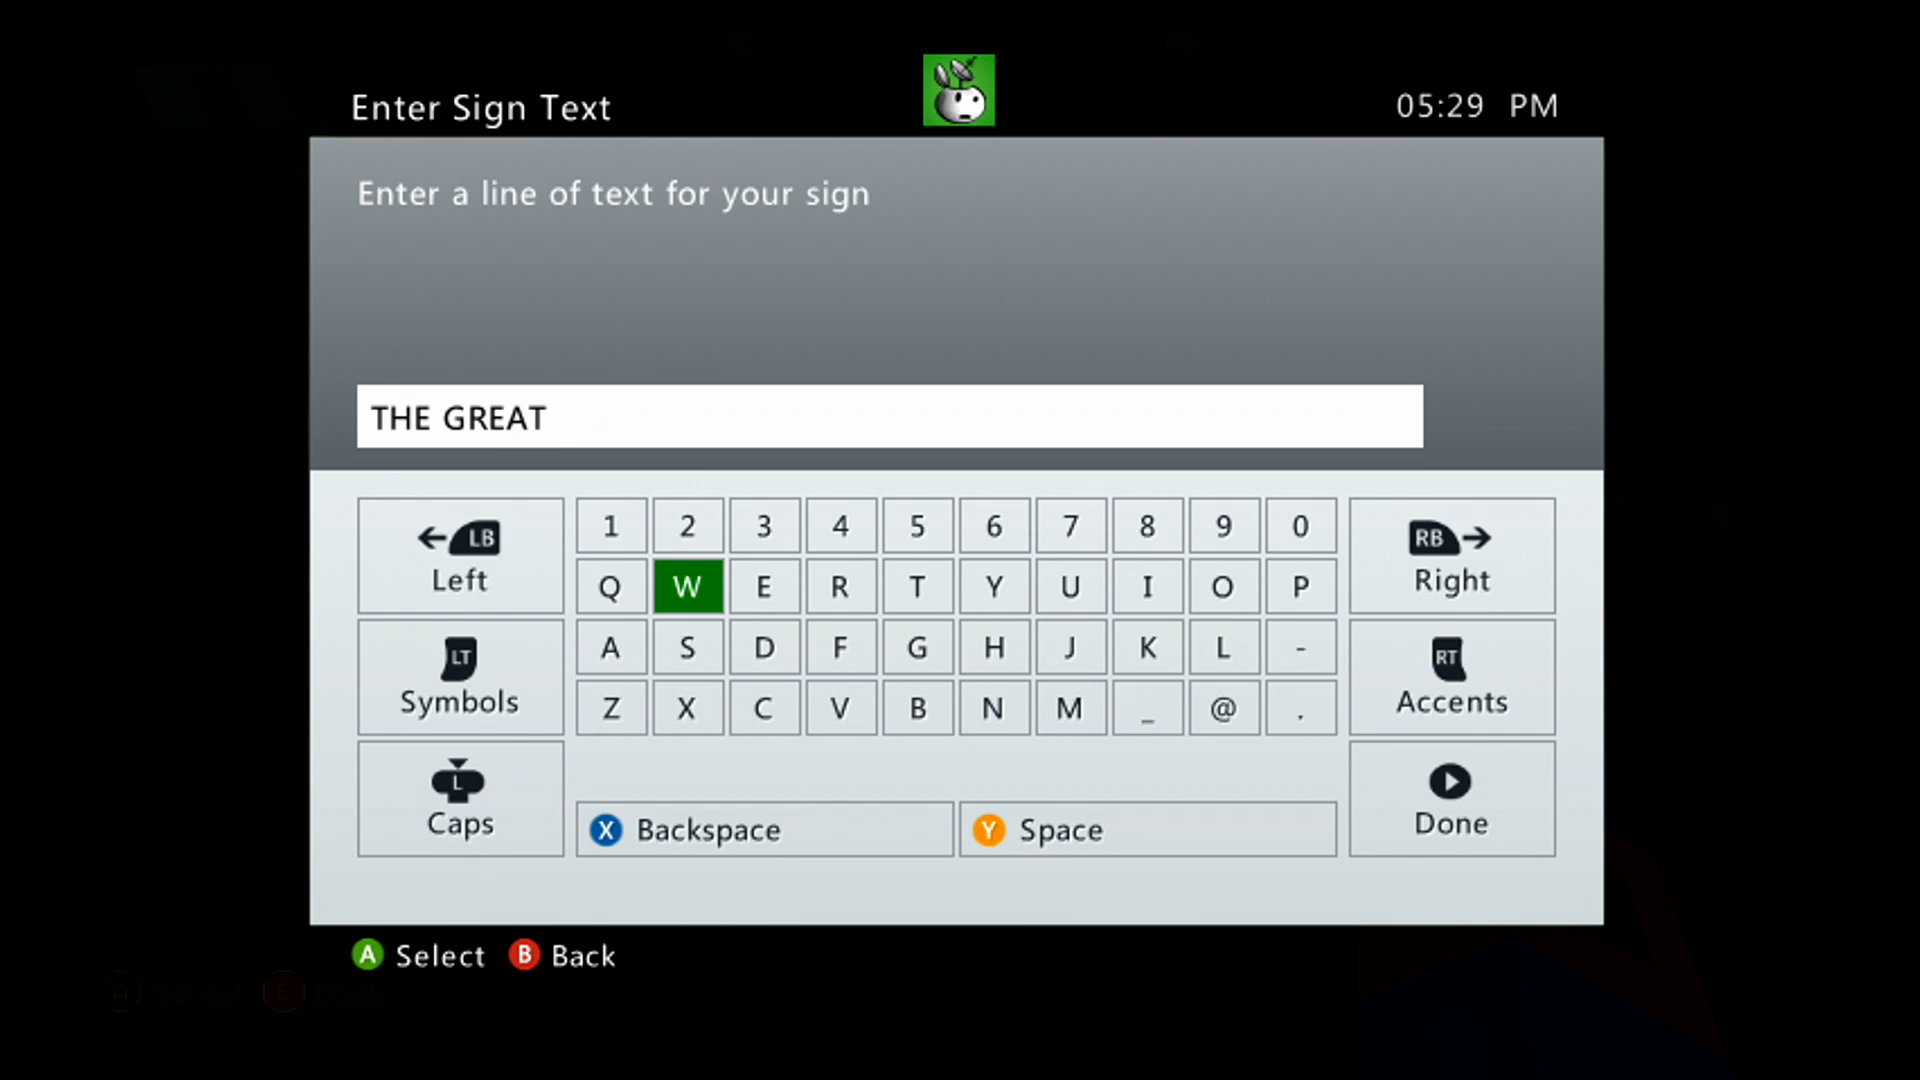 Enter Sign Text
05:29 PM
Enter a line of text for your sign
THE GREAT
LB
Left
1 2 3 4 5 6 7 8 9 0
RB
Right
Q W E R T Y U I O P
LT
Symbols
A S D F G H J K L -
RT
Accents
Z X C V B N M _ @ .
L
Caps
X Backspace
Y Space
Done
A Select B Back
A Select B Back